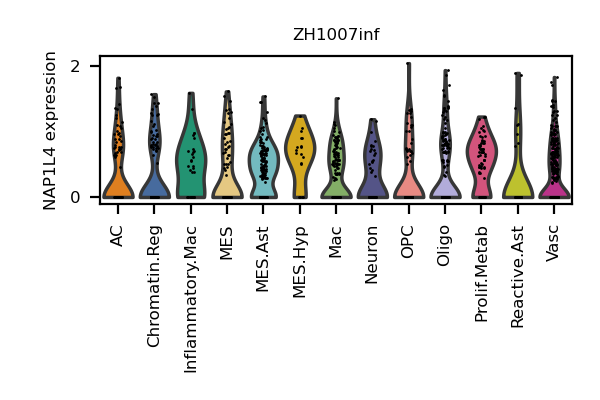 ZH1007inf
NAP1L4 expression
2
0
AC
Chromatin.Reg
Inflammatory.Mac
MES
MES.Ast
MES.Hyp
Mac
Neuron
OPC
Oligo
Prolif.Metab
Reactive.Ast
Vasc